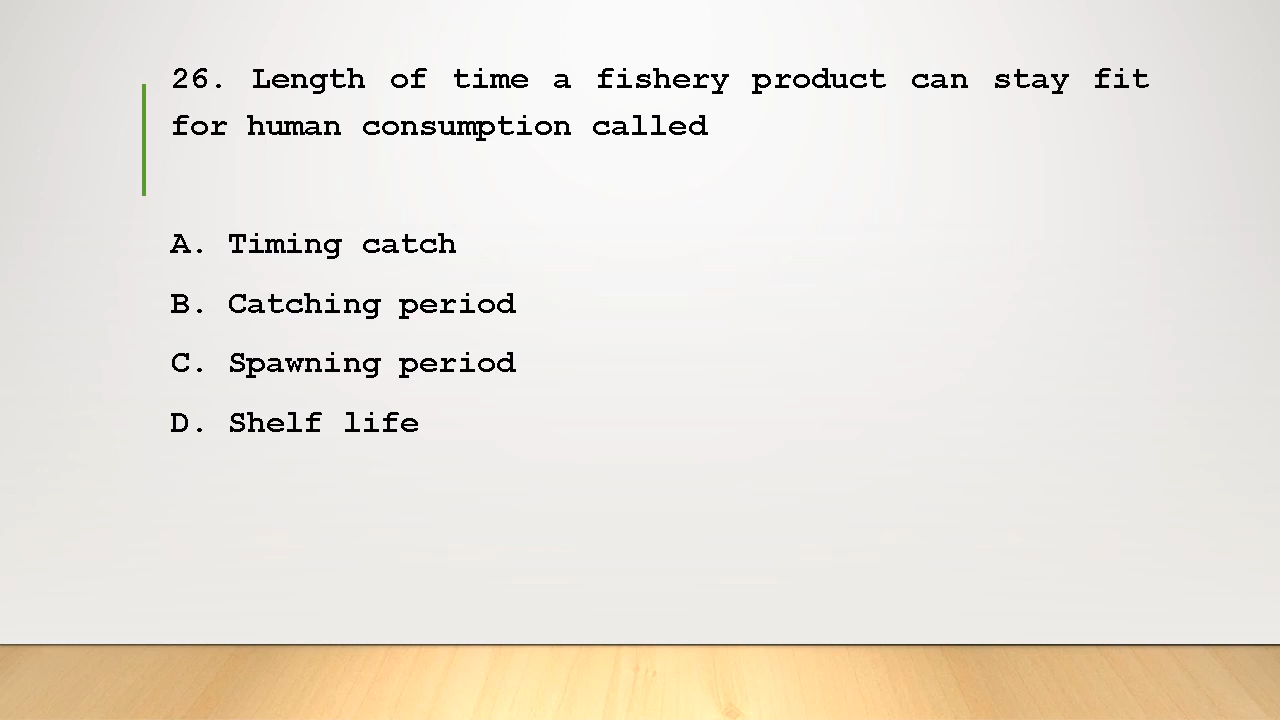 26. Length of time a fishery product can stay fit
for human consumption called
A. Timing catch
B. Catching period
C. Spawning period
D. Shelf life